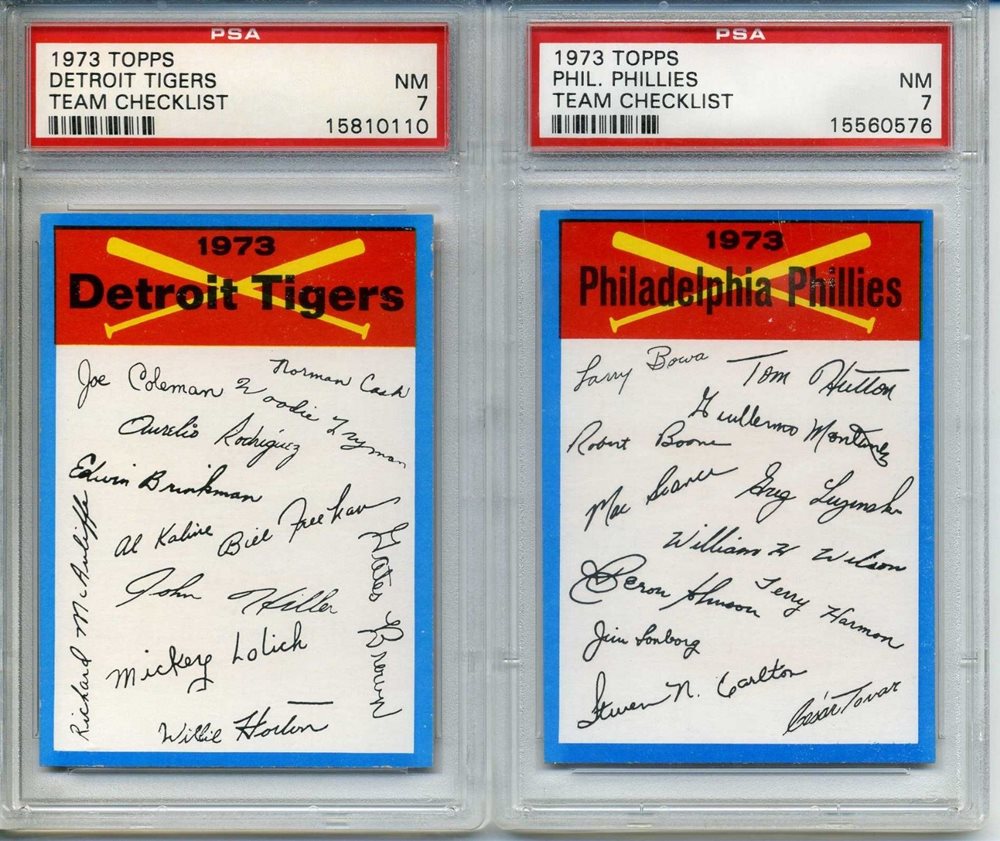 PSA
1973 TOPPS
DETROIT TIGERS NM
TEAM CHECKLIST 7
15810110
1973
Detroit Tigers
Norman Cash
Joe Coleman
Woodie Fryman
Aurelio Rodriguez
Edwin Brinkman
Al Kaline
Bill Freehan
John Hiller
Gates Brown
Richard McAuliffe
Mickey Lolich
Willie Horton
PSA
1973 TOPPS
PHIL. PHILLIES NM
TEAM CHECKLIST 7
15560576
1973
Philadelphia Phillies
Larry Bowa
Tom Hutton
Guillermo Montanez
Robert Boone
Mac Scarce
Greg Luzinski
William H Wilson
Deron Johnson
Terry Harmon
Jim Lonborg
Steven N. Carlton
César Tovar